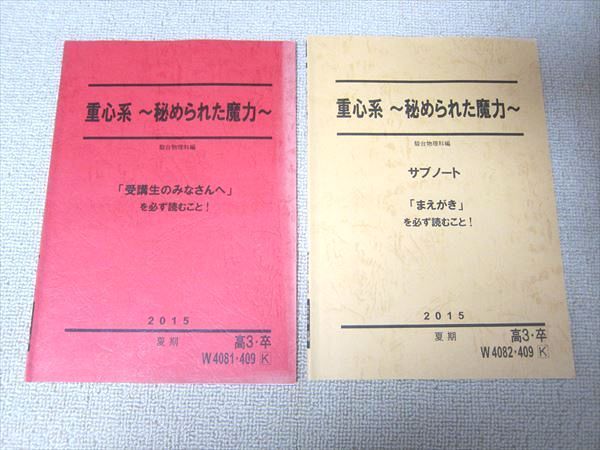 重心系 〜秘められた魔力〜
駿台物理科編
「受講生のみなさんへ」
を必ず読むこと！
2015
夏期
高3・卒
W4081・409 K
重心系 〜秘められた魔力〜
駿台物理科編
サブノート
「まえがき」
を必ず読むこと！
2015
夏期
高3・卒
W4082・409 K